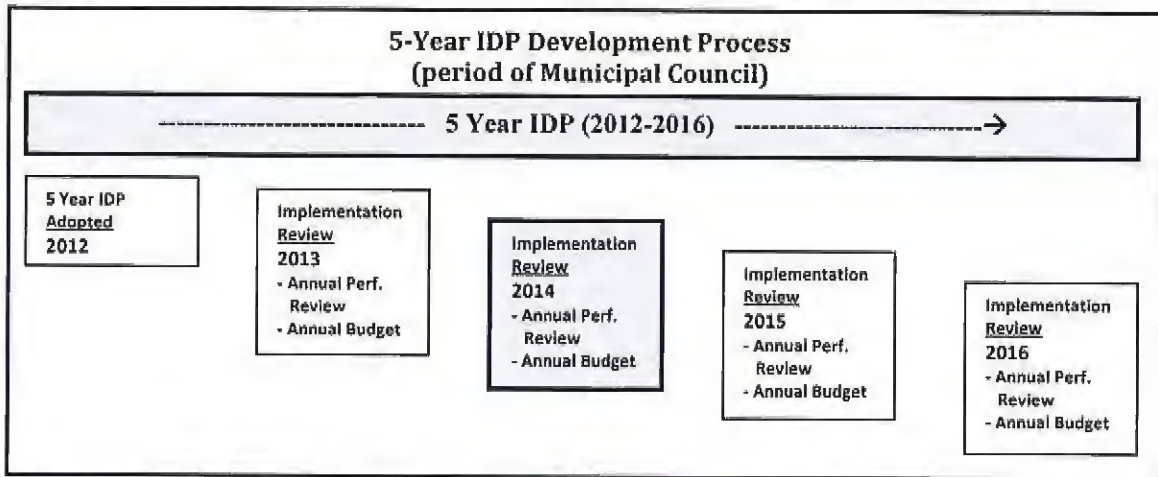 5-Year IDP Development Process
(period of Municipal Council)
---------------------------- 5 Year IDP (2012-2016) ---------------------------→
5 Year IDP
Adopted
2012
Implementation
Review
2013
- Annual Perf.
Review
- Annual Budget
Implementation
Review
2014
- Annual Perf.
Review
- Annual Budget
Implementation
Review
2015
- Annual Perf.
Review
- Annual Budget
Implementation
Review
2016
- Annual Perf.
Review
- Annual Budget